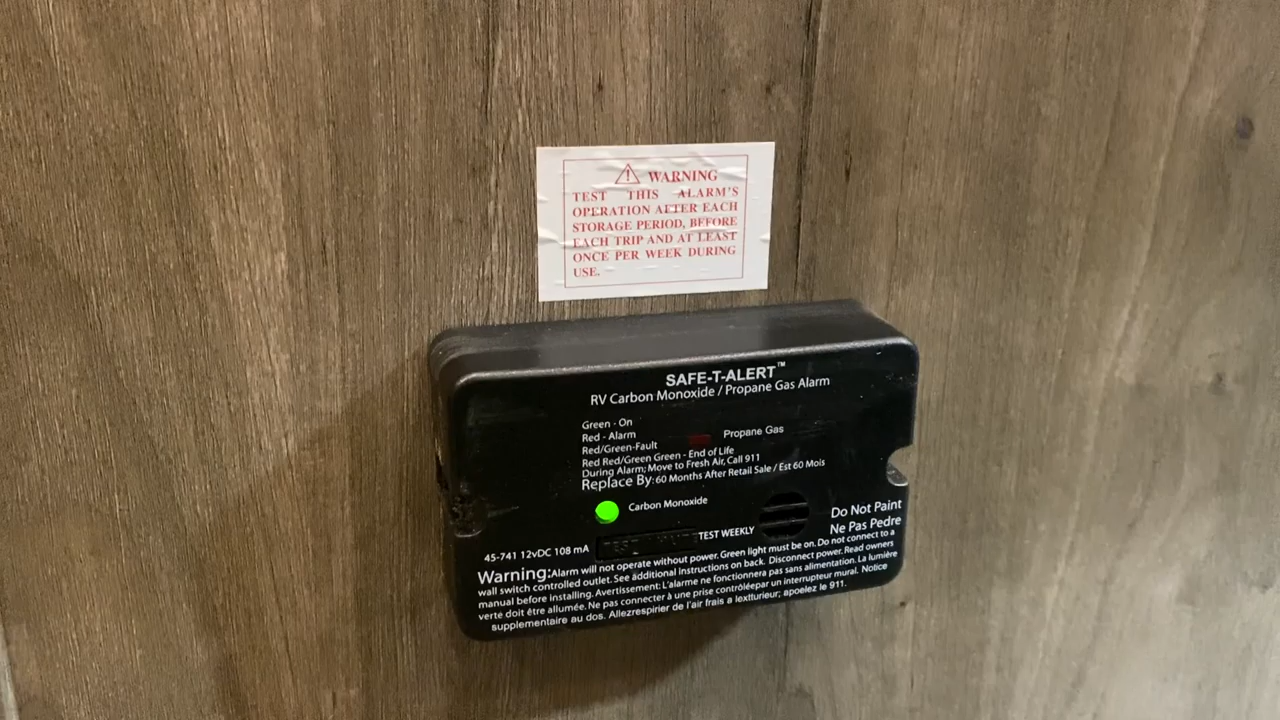 WARNING
TEST THIS ALARM'S
OPERATION AFTER EACH
STORAGE PERIOD, BEFORE
EACH TRIP AND AT LEAST
ONCE PER WEEK DURING
USE.
SAFE-T-ALERT™
RV Carbon Monoxide / Propane Gas Alarm
Green - On
Red - Alarm
Propane Gas
Red/Green-Fault
Red Red/Green Green - End of Life
During Alarm; Move to Fresh Air, Call 911
Replace By: 60 Months After Retail Sale / Est 60 Mois
Carbon Monoxide
Do Not Paint
Ne Pas Pedre
TEST / MUTE
TEST WEEKLY
45-741 12vDC 108 mA
Warning: Alarm will not operate without power. Green light must be on. Do not connect to a
wall switch controlled outlet. See additional instructions on back. Disconnect power. Read owners
manual before installing. Avertissement: L'alarme ne fonctionnera pas sans alimentation. La lumière
verte doit être allumée. Ne pas connecter à une prise contrôléepar un interrupteur mural. Notice
supplementaire au dos. Allezrespirier de l'air frais a lextturieur; apoelez le 911.